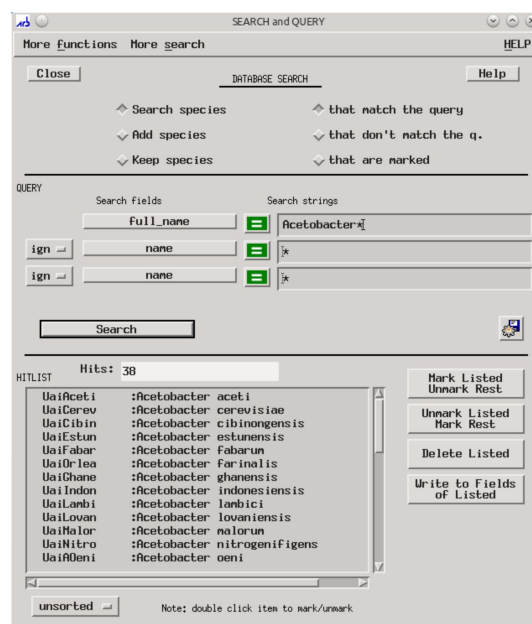 arb SEARCH and QUERY
More functions More search HELP
Close DATABASE SEARCH Help
Search species that match the query
Add species that don't match the q.
Keep species that are marked
QUERY
Search fields Search strings
full_name = Acetobacter*
ign name = *
ign name = *
Search
HITLIST Hits: 38
UaiAceti :Acetobacter aceti
UaiCerev :Acetobacter cerevisiae
UaiCibin :Acetobacter cibinongensis
UaiEstun :Acetobacter estunensis
UaiFabar :Acetobacter fabarum
UaiOrlea :Acetobacter farinalis
UaiGhane :Acetobacter ghanensis
UaiIndon :Acetobacter indonesiensis
UaiLambi :Acetobacter lambici
UaiLovan :Acetobacter lovaniensis
UaiMalor :Acetobacter malorum
UaiNitro :Acetobacter nitrogenifigens
UaiAOeni :Acetobacter oeni
Mark Listed
Unmark Rest
Unmark Listed
Mark Rest
Delete Listed
Write to Fields
of Listed
unsorted Note: double click item to mark/unmark